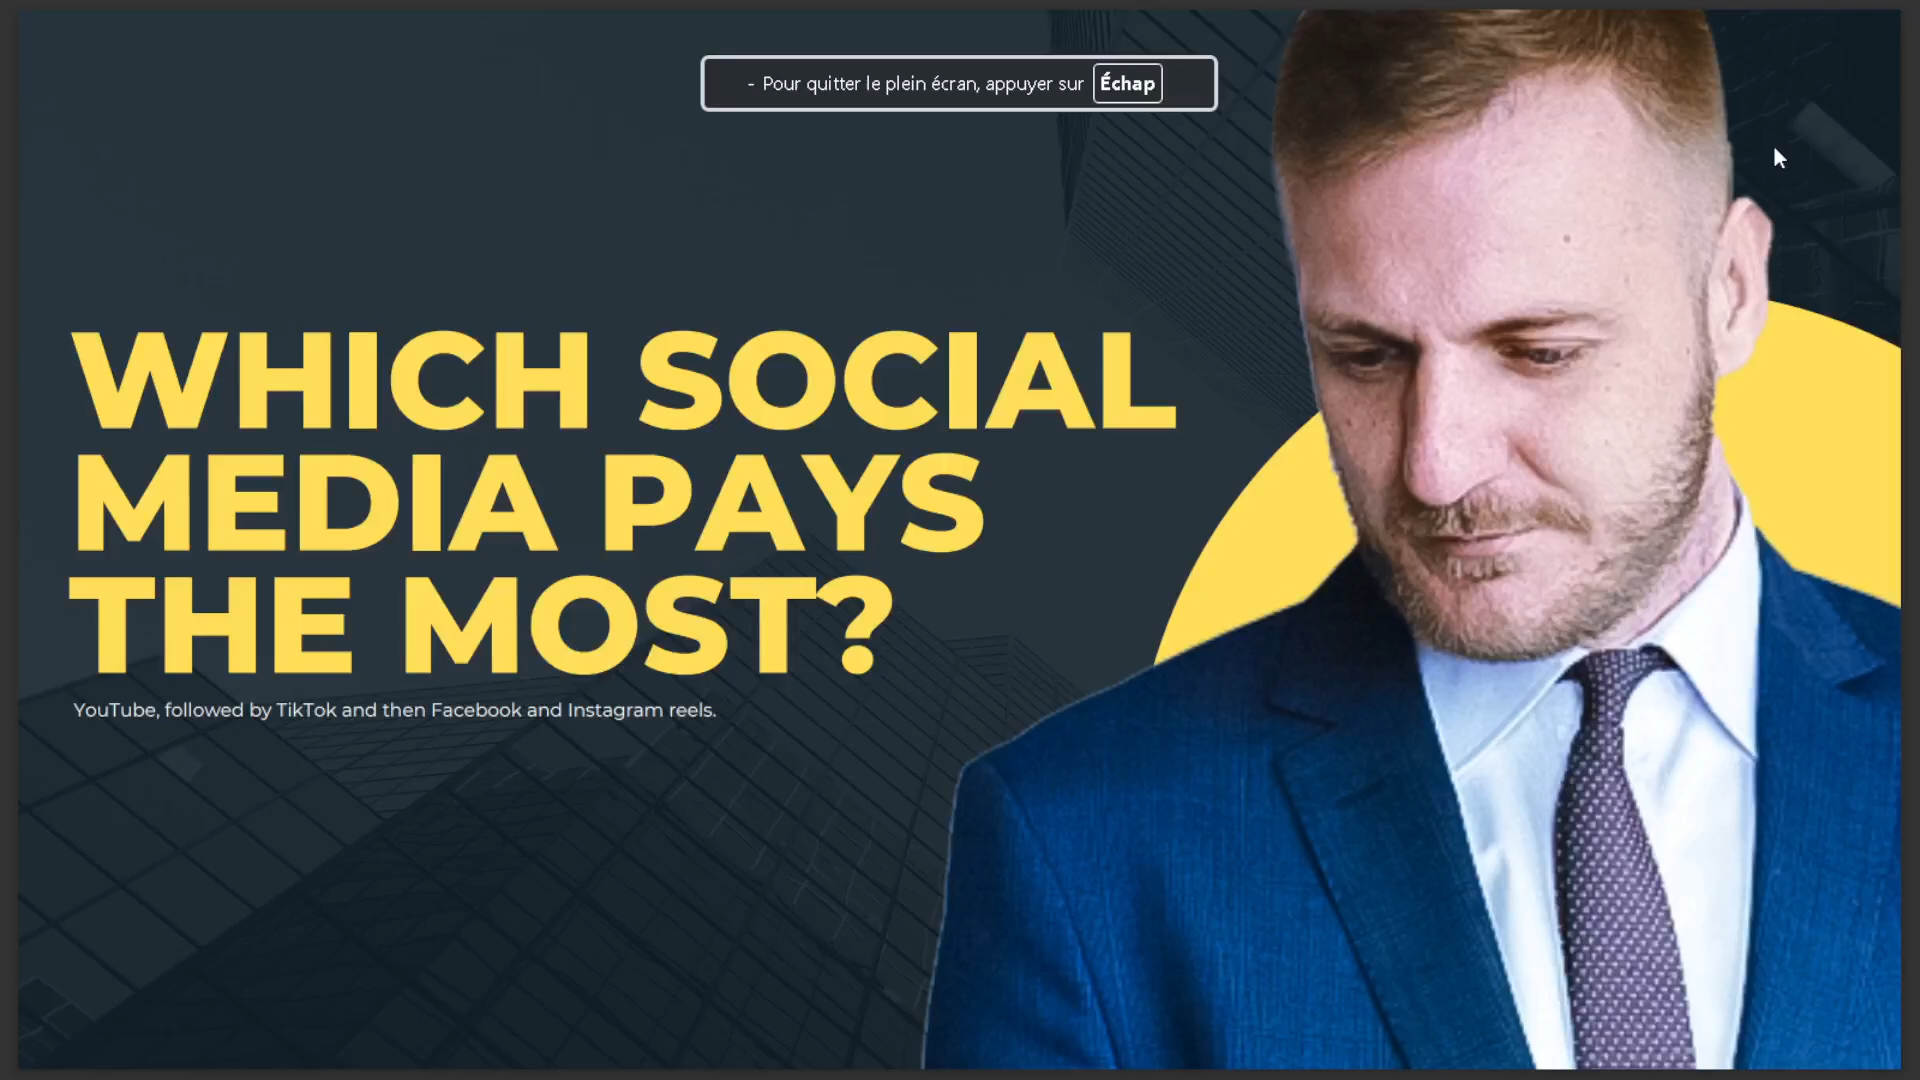 - Pour quitter le plein écran, appuyer sur Échap
WHICH SOCIAL
MEDIA PAYS
THE MOST?
YouTube, followed by TikTok and then Facebook and Instagram reels.